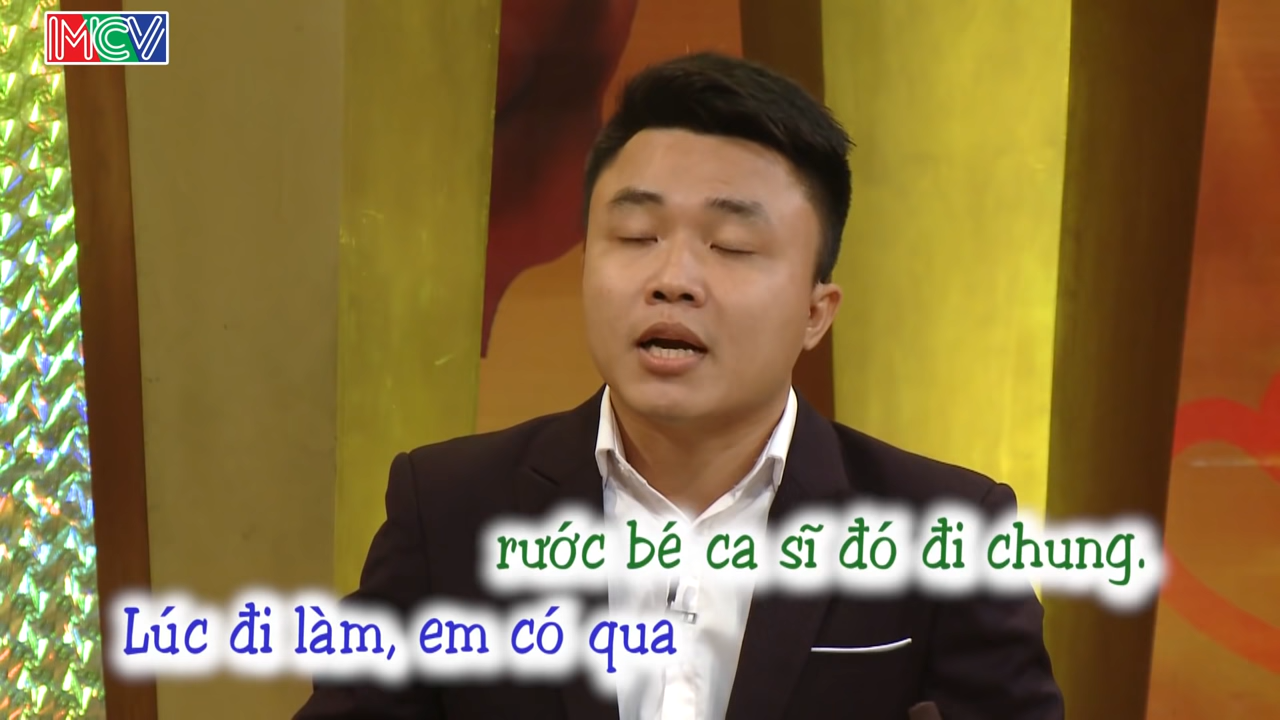 MCV
rước bé ca sĩ đó đi chung.
Lúc đi làm, em có qua